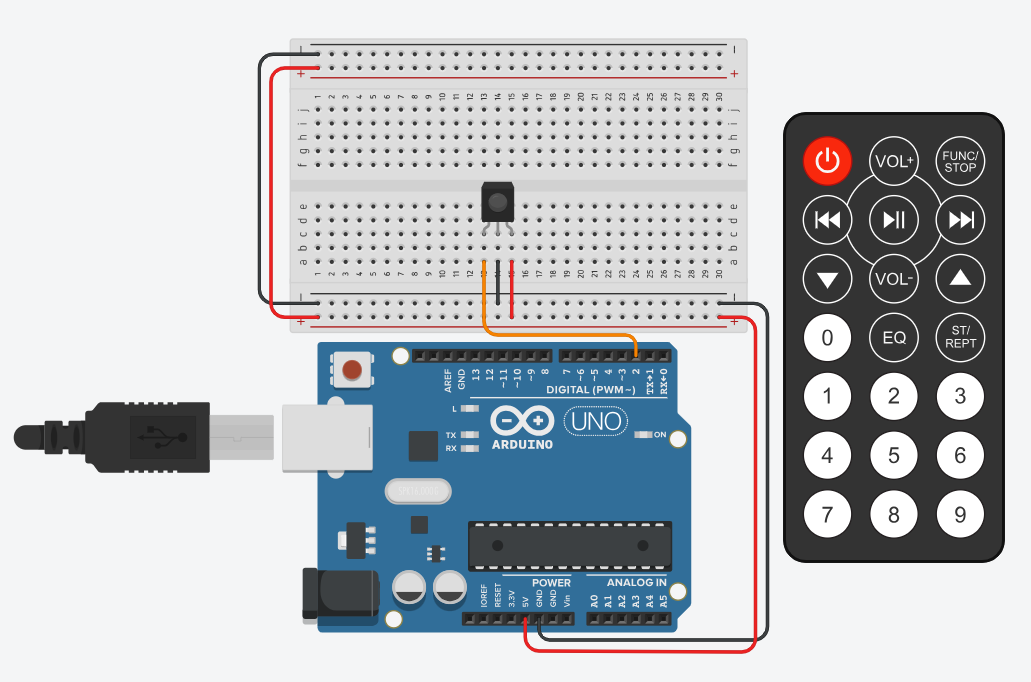 1 2 3 4 5 6 7 8 9 10 11 12 13 14 15 16 17 18 19 20 21 22 23 24 25 26 27 28 29 30
j
i
h
g
f
j
i
h
g
f
e
d
c
b
a
e
d
c
b
a
1 2 3 4 5 6 7 8 9 10 11 12 13 14 15 16 17 18 19 20 21 22 23 24 25 26 27 28 29 30
AREF
GND
13
12
~11
~10
~9
8
7
~6
~5
4
~3
2
TX→1
RX←0
DIGITAL (PWM~)
L
TX
RX
ARDUINO
UNO
ON
POWER
ANALOG IN
IOREF
RESET
3.3V
5V
GND
GND
Vin
A0
A1
A2
A3
A4
A5
VOL+
FUNC/
STOP
VOL-
0
EQ
ST/
REPT
1 2 3
4 5 6
7 8 9